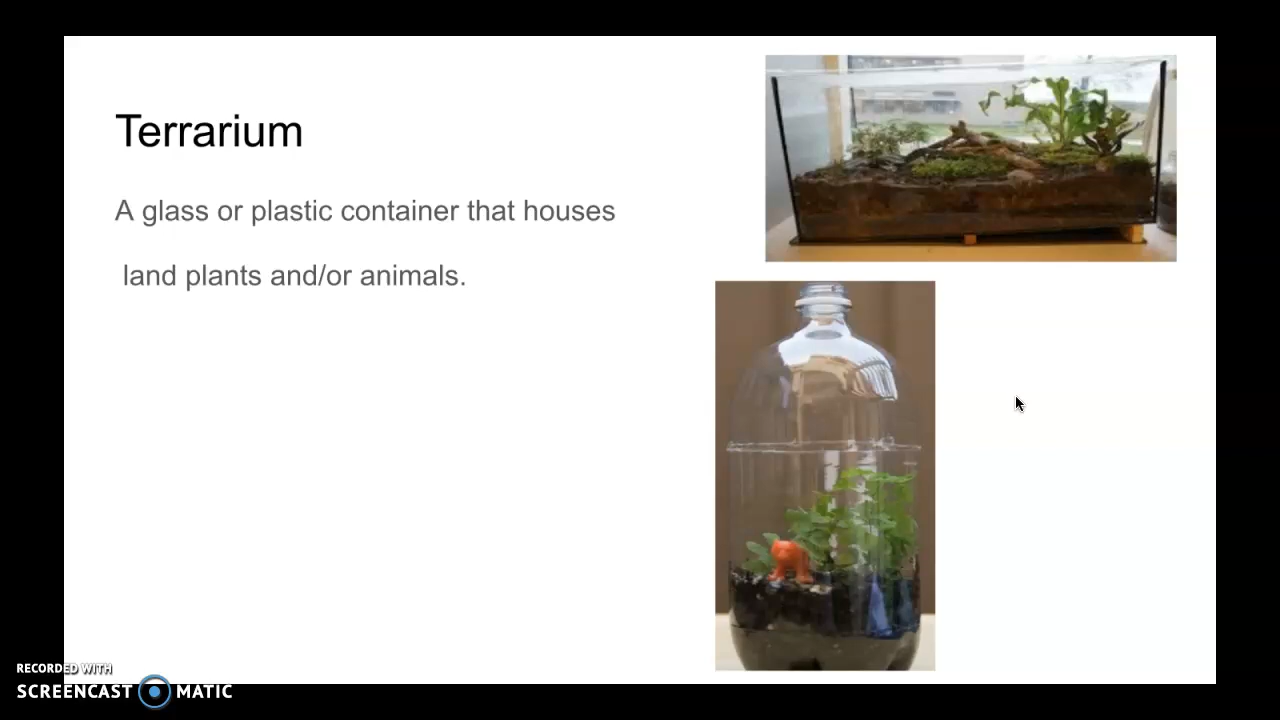 Terrarium
A glass or plastic container that houses
land plants and/or animals.
RECORDED WITH
SCREENCAST MATIC